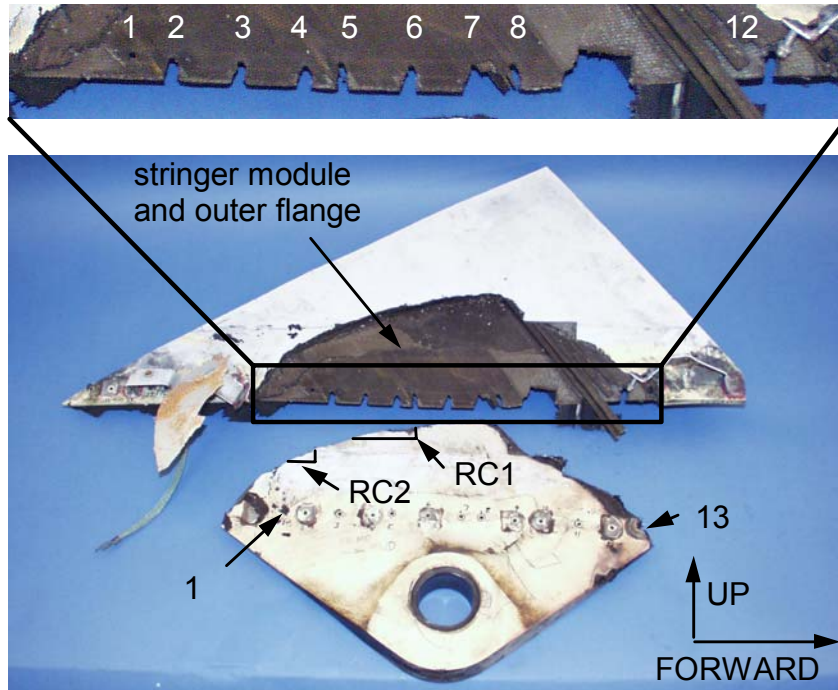 1 2 3 4 5 6 7 8 12
stringer module
and outer flange
RC1
RC2
13
1
UP
FORWARD